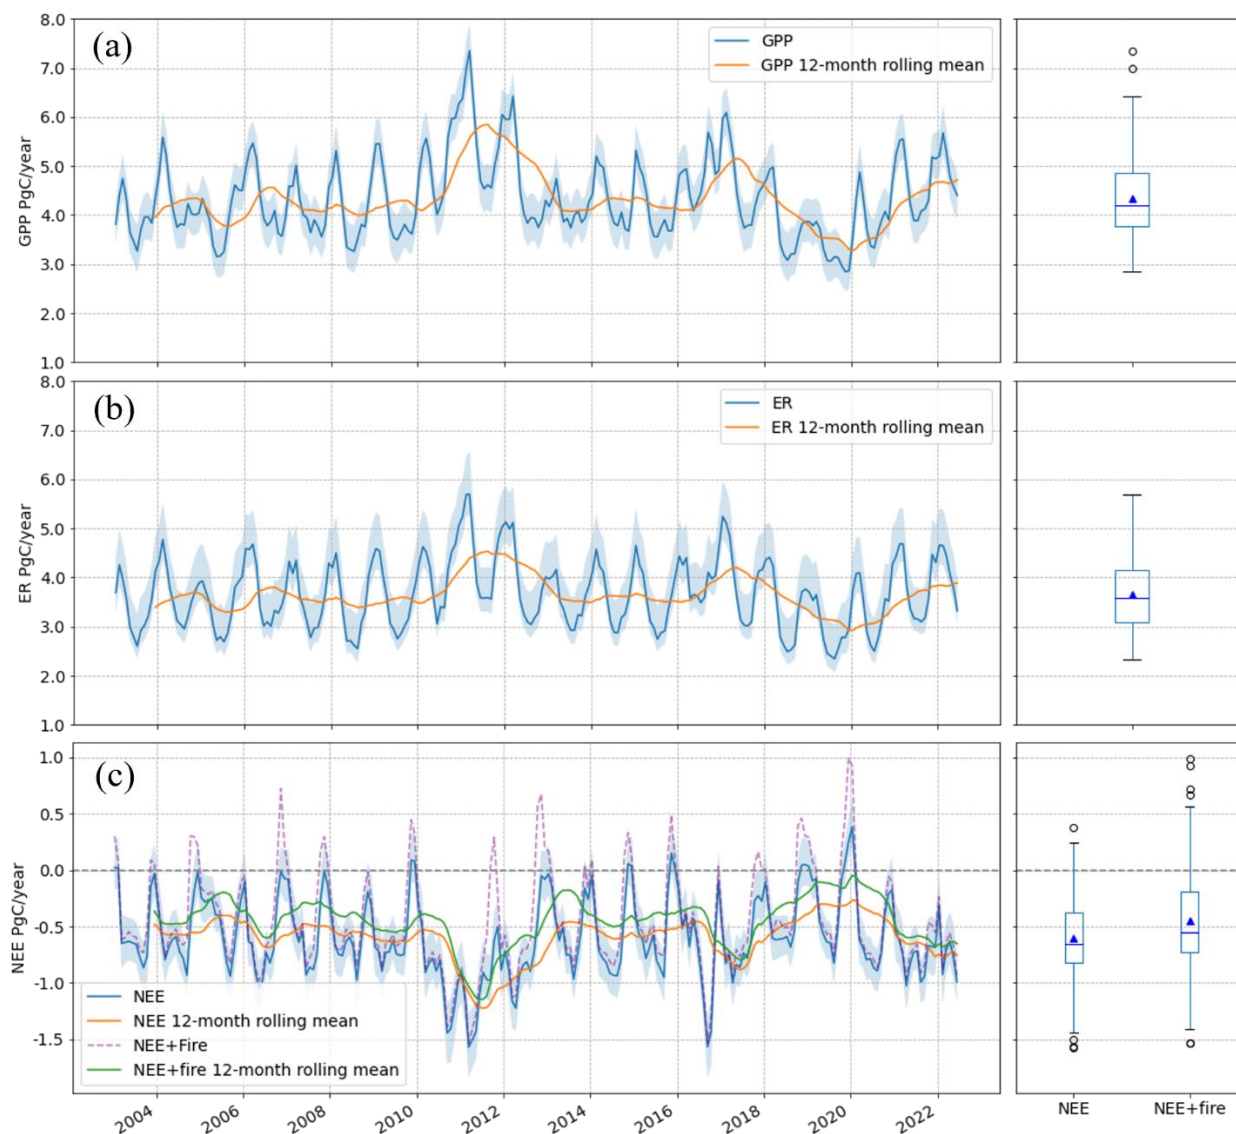 (a)
GPP
GPP 12-month rolling mean
GPP PgC/year
8.0
7.0
6.0
5.0
4.0
3.0
2.0
1.0
(b)
ER
ER 12-month rolling mean
ER PgC/year
8.0
7.0
6.0
5.0
4.0
3.0
2.0
1.0
(c)
NEE PgC/year
1.0
0.5
0.0
-0.5
-1.0
-1.5
NEE
NEE 12-month rolling mean
NEE+Fire
NEE+fire 12-month rolling mean
2004 2006 2008 2010 2012 2014 2016 2018 2020 2022
NEE NEE+fire